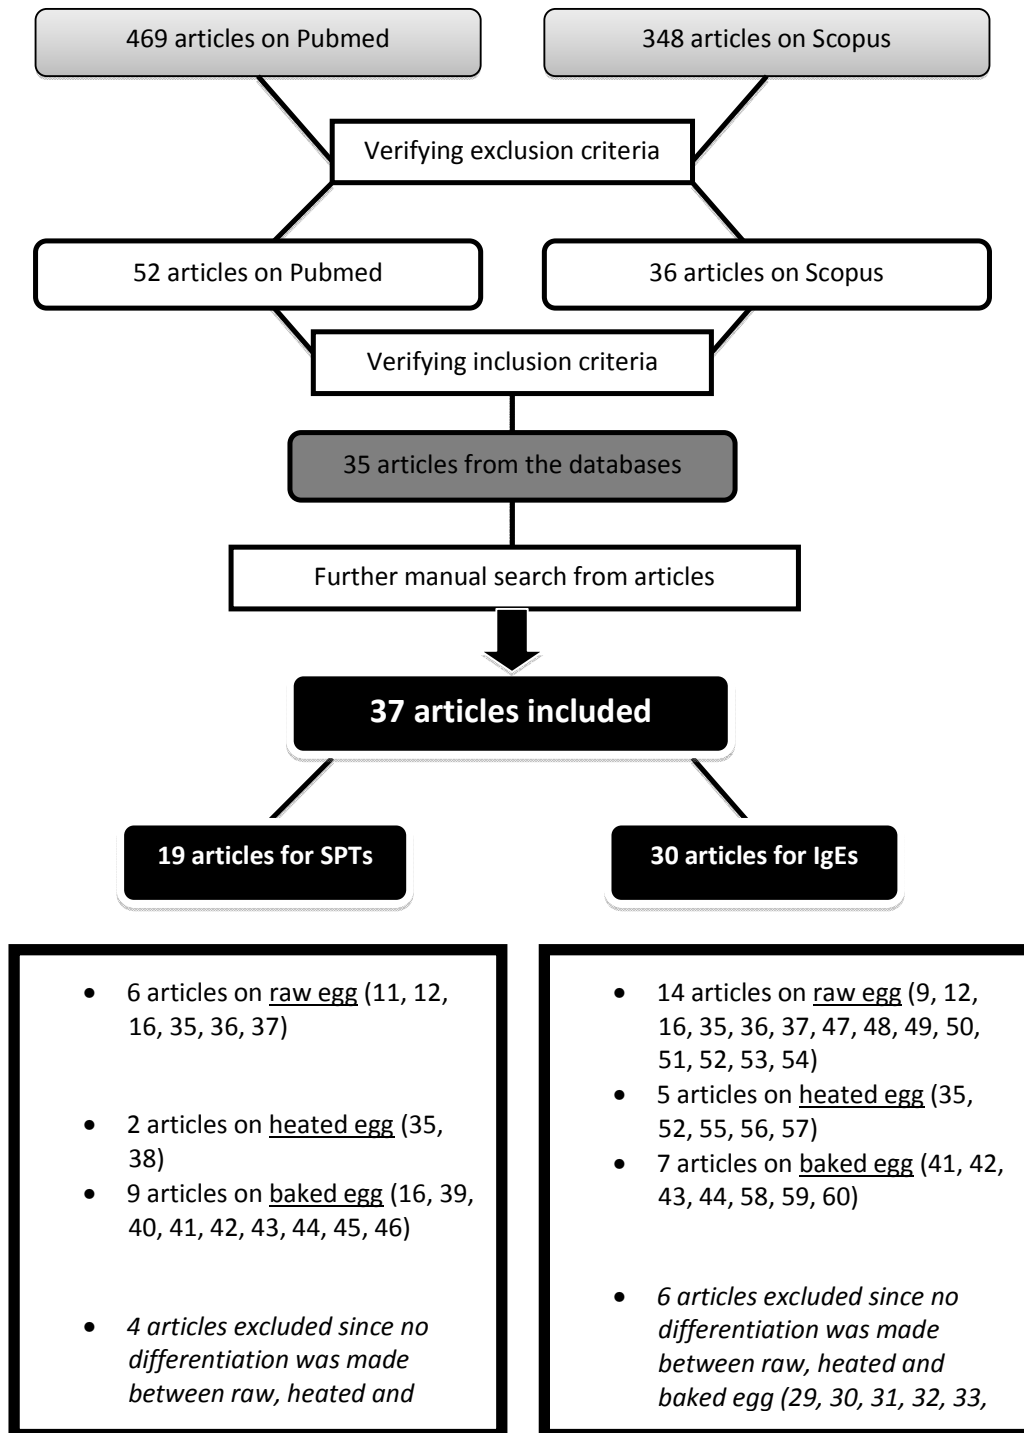 469 articles on Pubmed
348 articles on Scopus
Verifying exclusion criteria
52 articles on Pubmed
36 articles on Scopus
Verifying inclusion criteria
35 articles from the databases
Further manual search from articles
37 articles included
19 articles for SPTs
30 articles for IgEs
• 6 articles on raw egg (11, 12,
16, 35, 36, 37)
• 2 articles on heated egg (35,
38)
• 9 articles on baked egg (16, 39,
40, 41, 42, 43, 44, 45, 46)
• 4 articles excluded since no
differentiation was made
between raw, heated and
• 14 articles on raw egg (9, 12,
16, 35, 36, 37, 47, 48, 49, 50,
51, 52, 53, 54)
• 5 articles on heated egg (35,
52, 55, 56, 57)
• 7 articles on baked egg (41, 42,
43, 44, 58, 59, 60)
• 6 articles excluded since no
differentiation was made
between raw, heated and
baked egg (29, 30, 31, 32, 33,